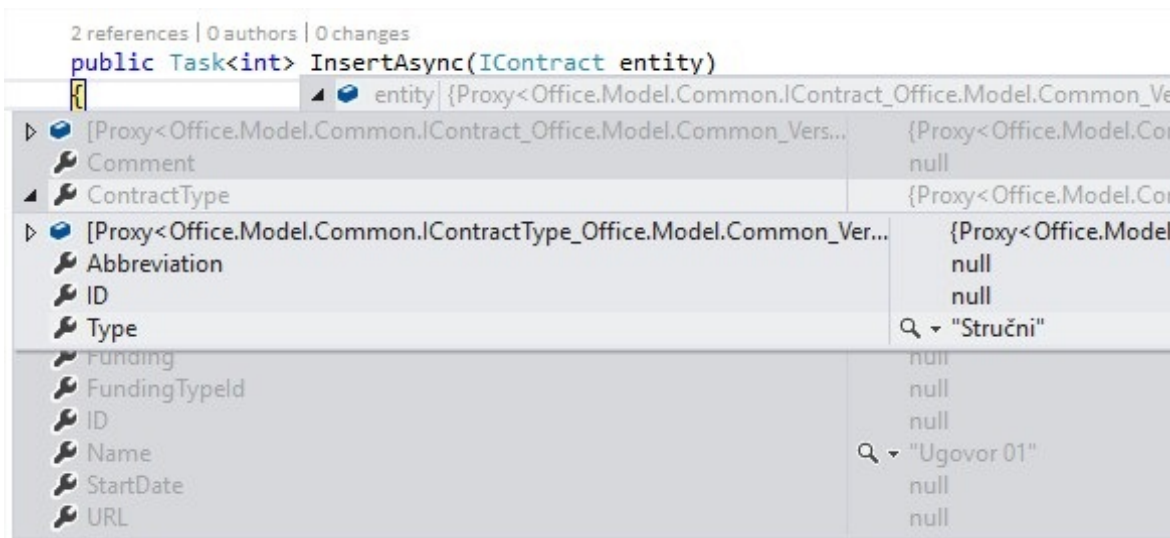 2 references | 0 authors | 0 changes
public Task<int> InsertAsync(IContract entity)
{
entity {Proxy<Office.Model.Common.IContract_Office.Model.Common_Ve
[Proxy<Office.Model.Common.IContract_Office.Model.Common_Vers... {Proxy<Office.Model.Co
Comment null
ContractType {Proxy<Office.Model.Co
[Proxy<Office.Model.Common.IContractType_Office.Model.Common_Ver... {Proxy<Office.Model
Abbreviation null
ID null
Type "Stručni"
Funding null
FundingTypeId null
ID null
Name "Ugovor 01"
StartDate null
URL null